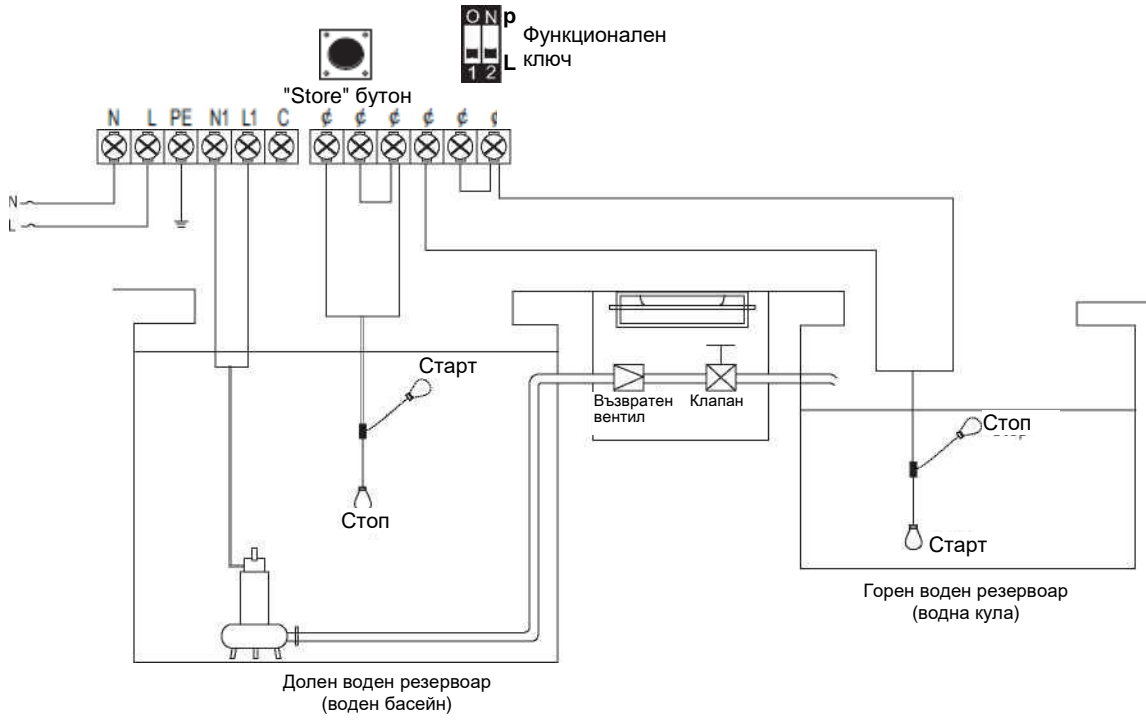 ON p
Функционален
L ключ
1 2
"Store" бутон
N L PE N1 L1 C ¢ ¢ ¢ ¢ ¢ ¢
N
L
Старт
Стоп
Възвратен
вентил
Клапан
Стоп
Старт
Горен воден резервоар
(водна кула)
Долен воден резервоар
(воден басейн)